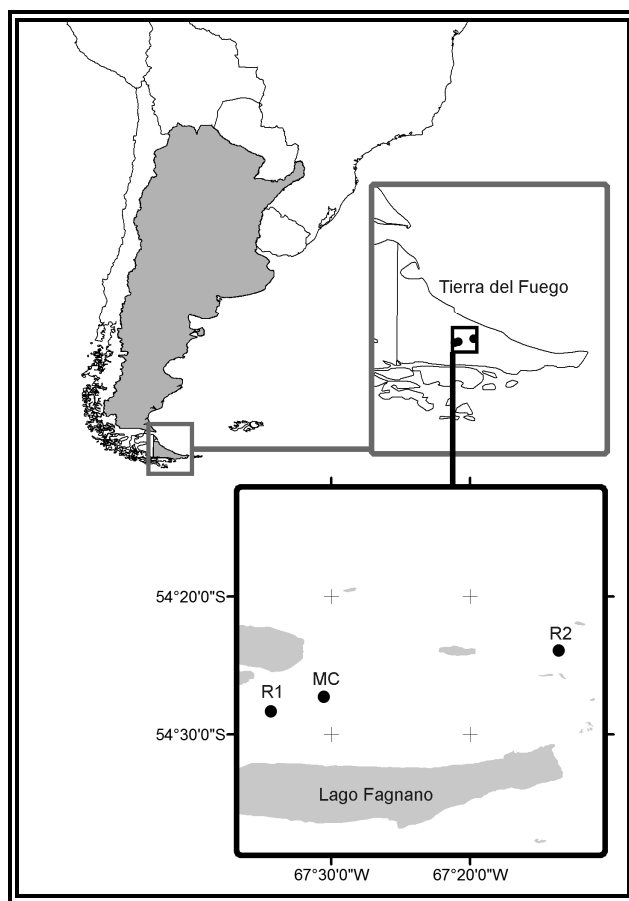 Tierra del Fuego
54°20'0"S
R2
MC
R1
54°30'0"S
Lago Fagnano
67°30'0"W 67°20'0"W